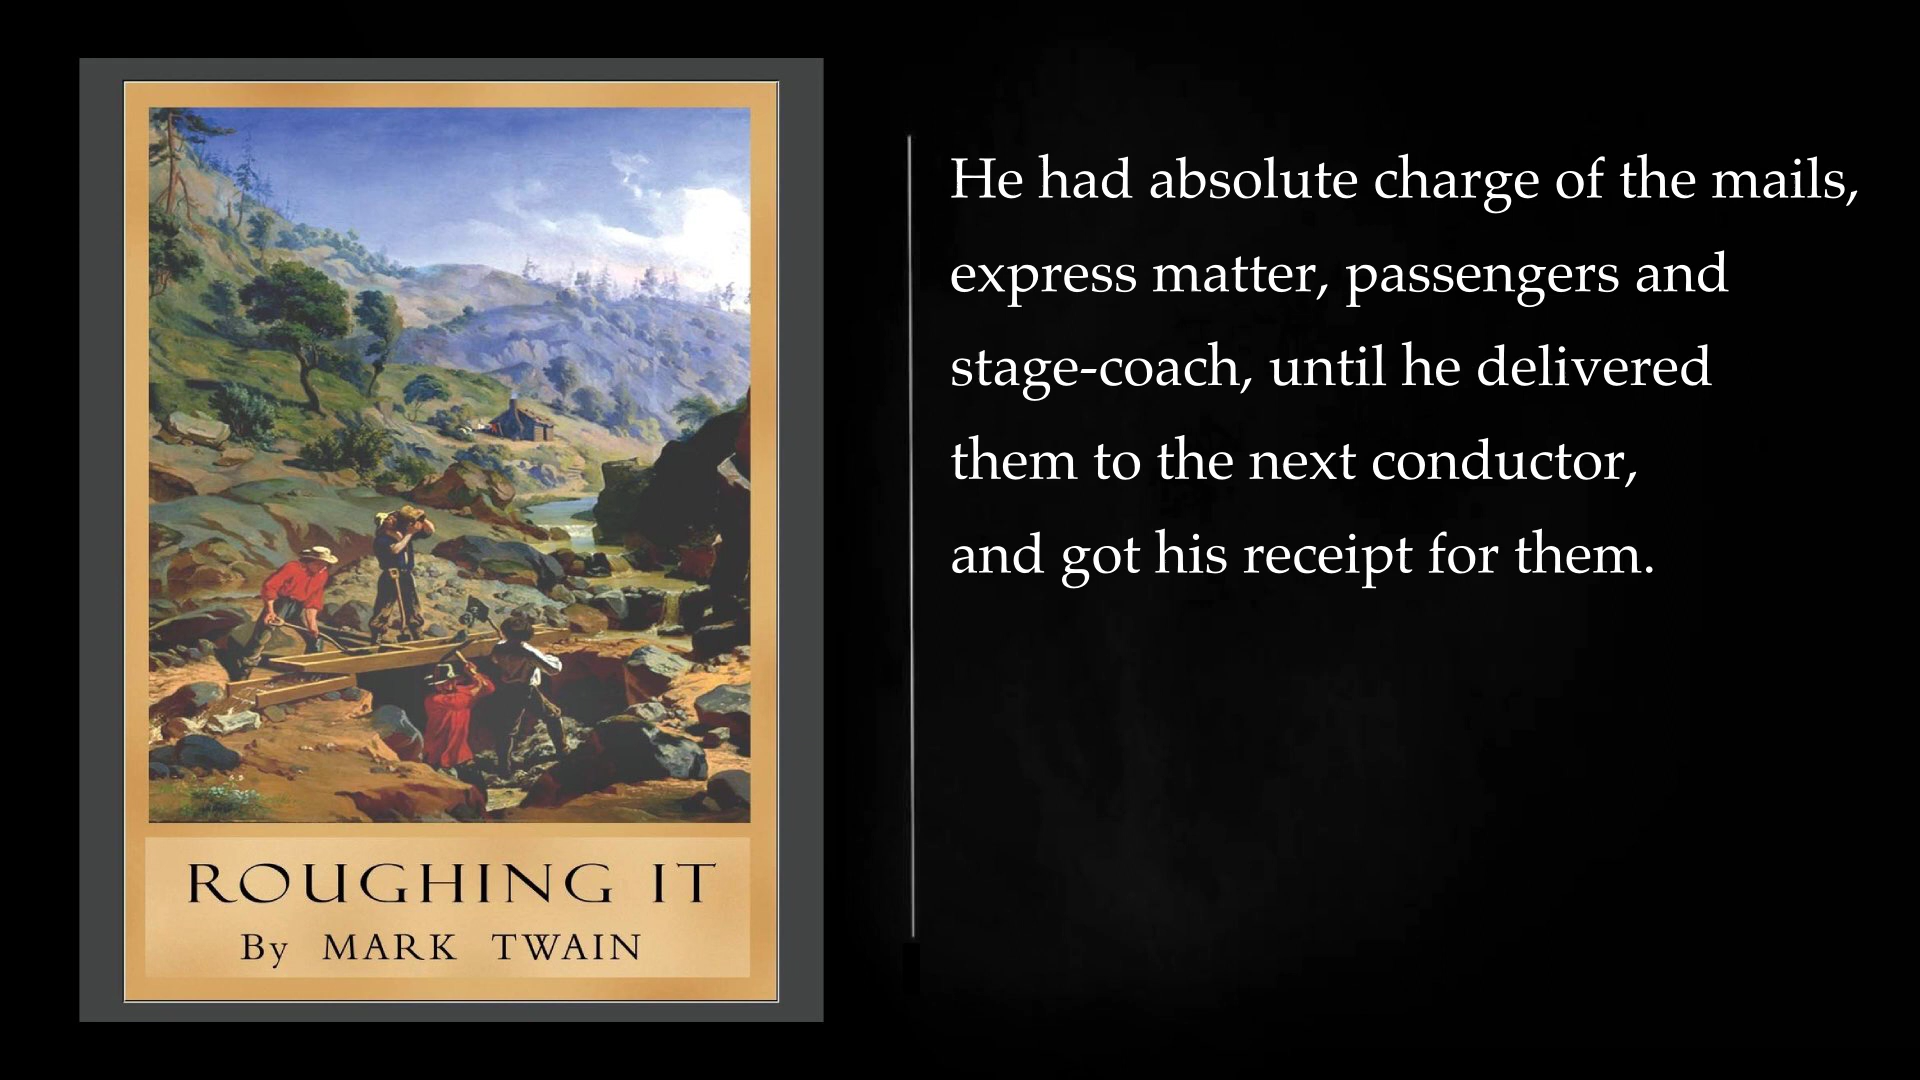 ROUGHING IT
By MARK TWAIN
He had absolute charge of the mails,
express matter, passengers and
stage-coach, until he delivered
them to the next conductor,
and got his receipt for them.